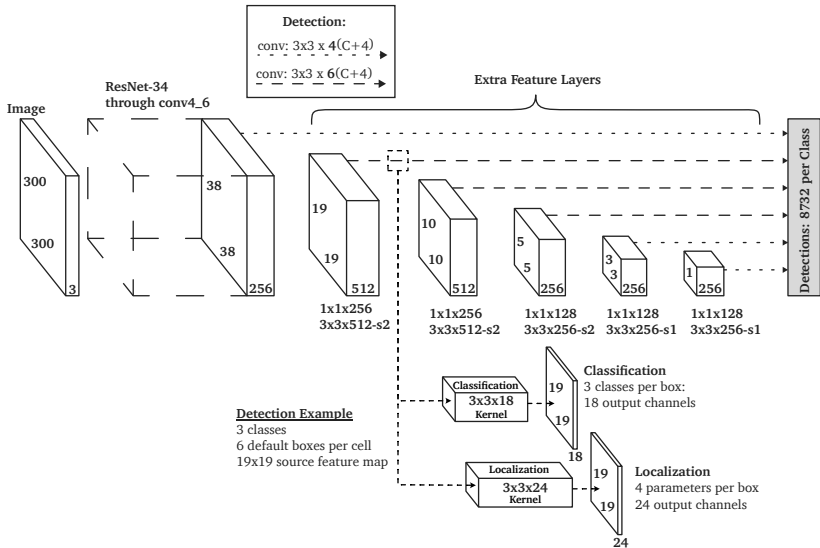 Detection:
conv: 3x3 x 4(C+4)
conv: 3x3 x 6(C+4)
Extra Feature Layers
ResNet-34
through conv4_6
Image
300
300
3
38
38
256
19
19
512
10
10
512
5
5
256
3
3
256
1
256
1x1x256
3x3x512-s2
1x1x256
3x3x512-s2
1x1x128
3x3x256-s2
1x1x128
3x3x256-s1
1x1x128
3x3x256-s1
Detections: 8732 per Class
Detection Example
3 classes
6 default boxes per cell
19x19 source feature map
Classification
3x3x18
Kernel
19
19
18
Classification
3 classes per box:
18 output channels
Localization
3x3x24
Kernel
19
19
24
Localization
4 parameters per box
24 output channels